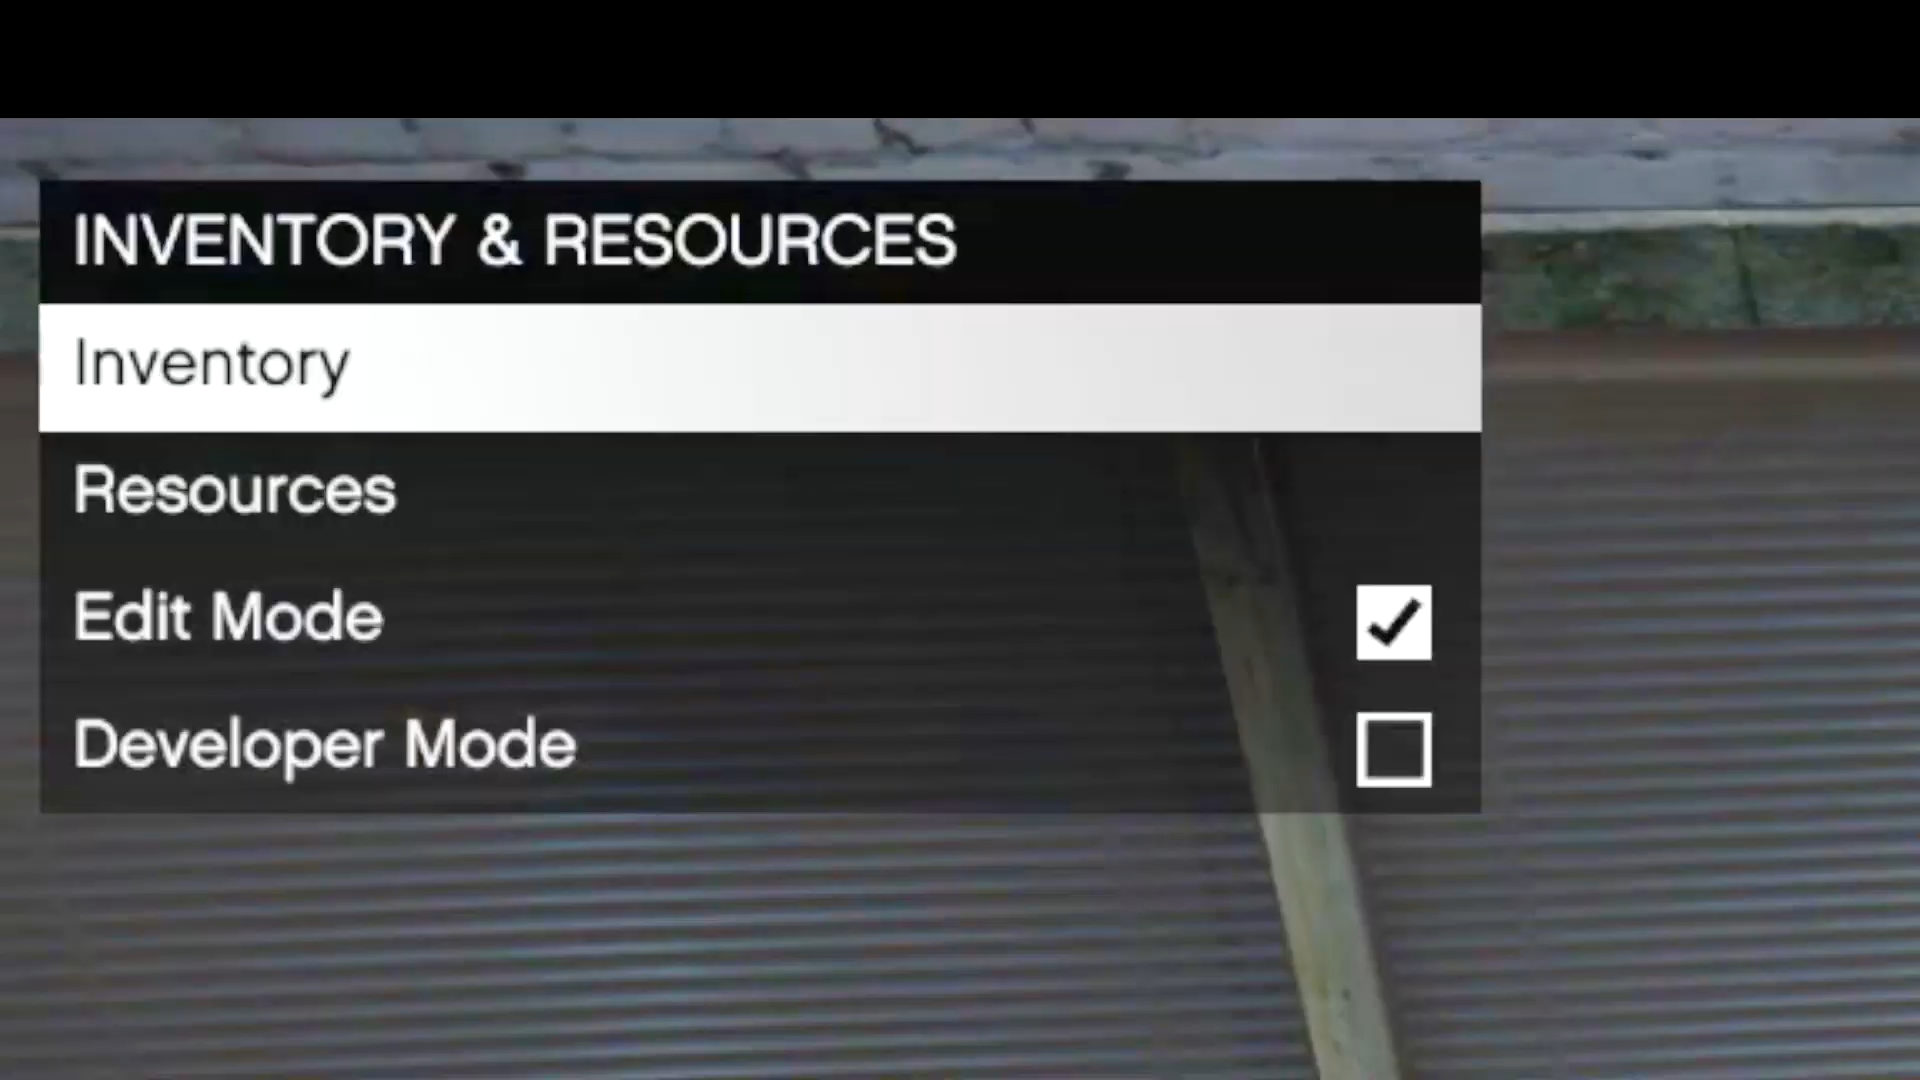 INVENTORY & RESOURCES
Inventory
Resources
Edit Mode
Developer Mode